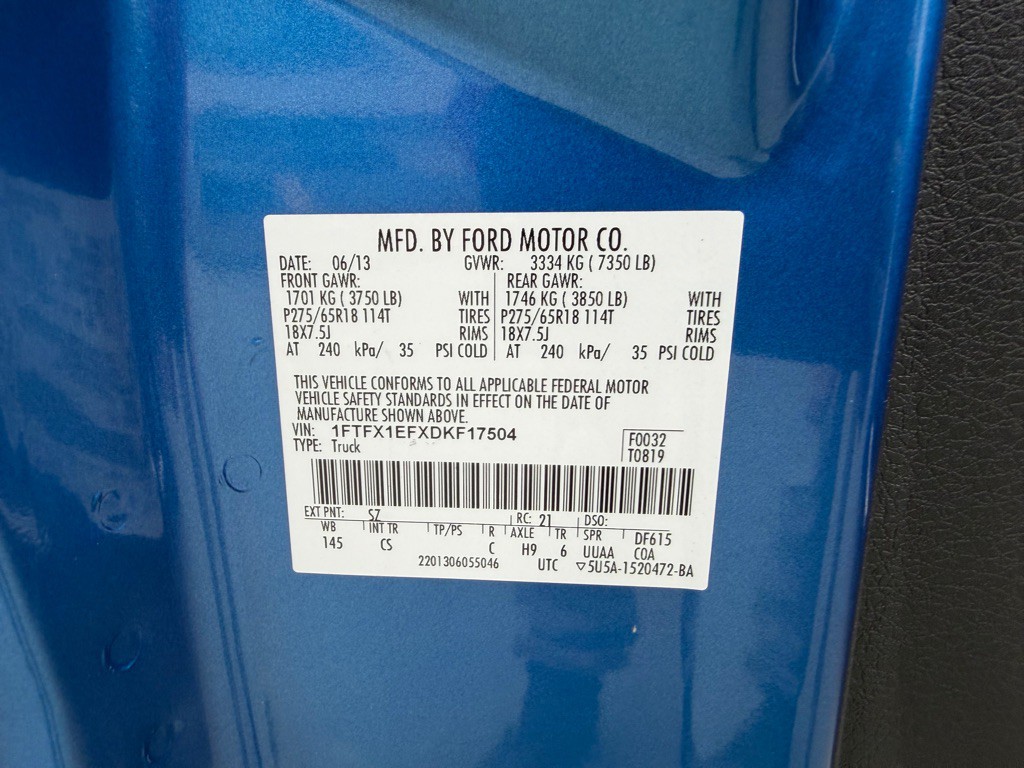 MFD. BY FORD MOTOR CO.
DATE: 06/13 GVWR: 3334 KG ( 7350 LB)
FRONT GAWR: REAR GAWR:
1701 KG ( 3750 LB) WITH 1746 KG ( 3850 LB) WITH
P275/65R18 114T TIRES P275/65R18 114T TIRES
18X7.5J RIMS 18X7.5J RIMS
AT 240 kPa/ 35 PSI COLD AT 240 kPa/ 35 PSI COLD
THIS VEHICLE CONFORMS TO ALL APPLICABLE FEDERAL MOTOR
VEHICLE SAFETY STANDARDS IN EFFECT ON THE DATE OF
MANUFACTURE SHOWN ABOVE.
VIN: 1FTFX1EFXDKF17504
TYPE: Truck
F0032
T0819
EXT PNT: SZ RC: 21 DSO:
WB INT TR TP/PS R AXLE TR SPR DF615
145 CS C H9 6 UUAA COA
2201306055046 UTC ▽5U5A-1520472-BA